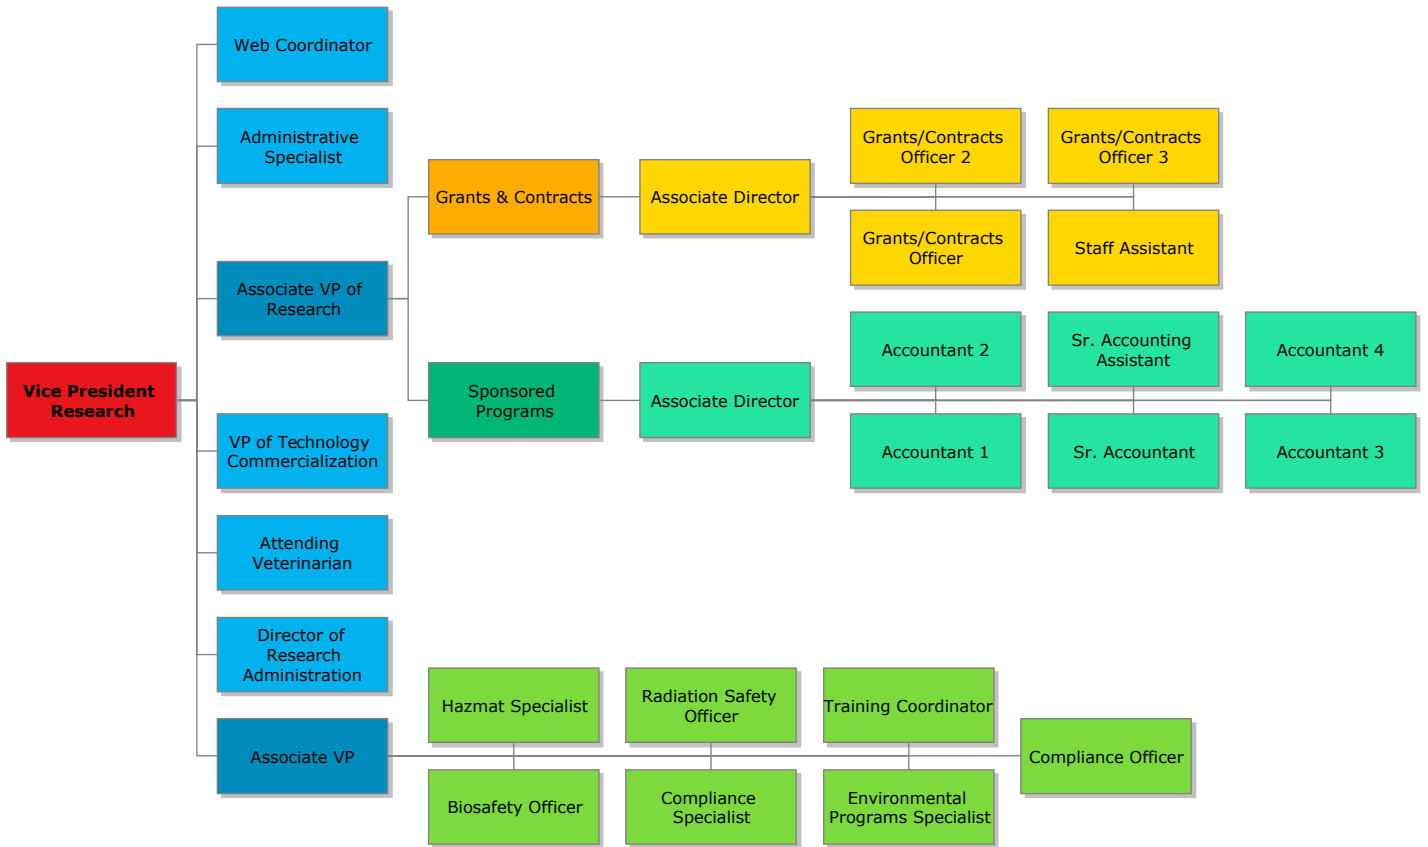 Web Coordinator
Administrative
Specialist
Grants/Contracts
Officer 2
Grants/Contracts
Officer 3
Grants & Contracts
Associate Director
Grants/Contracts
Officer
Staff Assistant
Associate VP of
Research
Accountant 2
Sr. Accounting
Assistant
Accountant 4
Vice President
Research
Sponsored
Programs
Associate Director
VP of Technology
Commercialization
Accountant 1
Sr. Accountant
Accountant 3
Attending
Veterinarian
Director of
Research
Administration
Hazmat Specialist
Radiation Safety
Officer
Training Coordinator
Associate VP
Compliance Officer
Biosafety Officer
Compliance
Specialist
Environmental
Programs Specialist